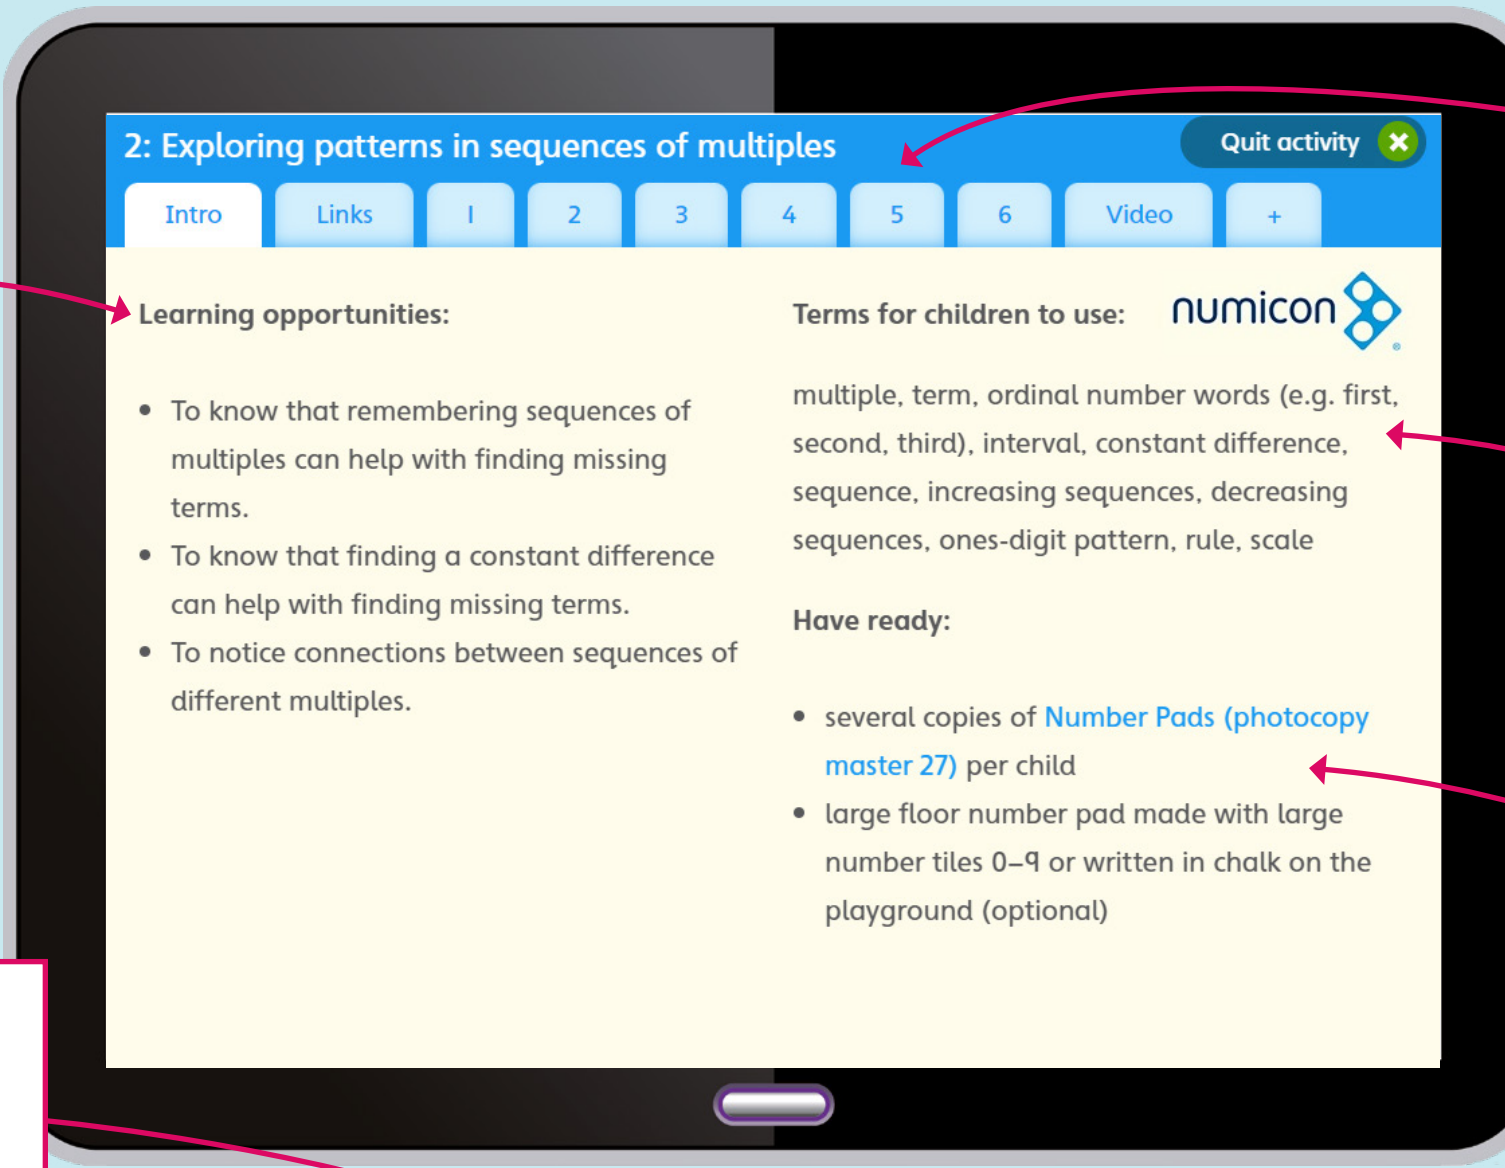 2: Exploring patterns in sequences of multiples
Quit activity
Intro
Links
1
2
3
4
5
6
Video
+
Learning opportunities:
• To know that remembering sequences of
multiples can help with finding missing
terms.
• To know that finding a constant difference
can help with finding missing terms.
• To notice connections between sequences of
different multiples.
Terms for children to use:
numicon
®
multiple, term, ordinal number words (e.g. first,
second, third), interval, constant difference,
sequence, increasing sequences, decreasing
sequences, ones-digit pattern, rule, scale
Have ready:
• several copies of Number Pads (photocopy
master 27) per child
• large floor number pad made with large
number tiles 0–9 or written in chalk on the
playground (optional)